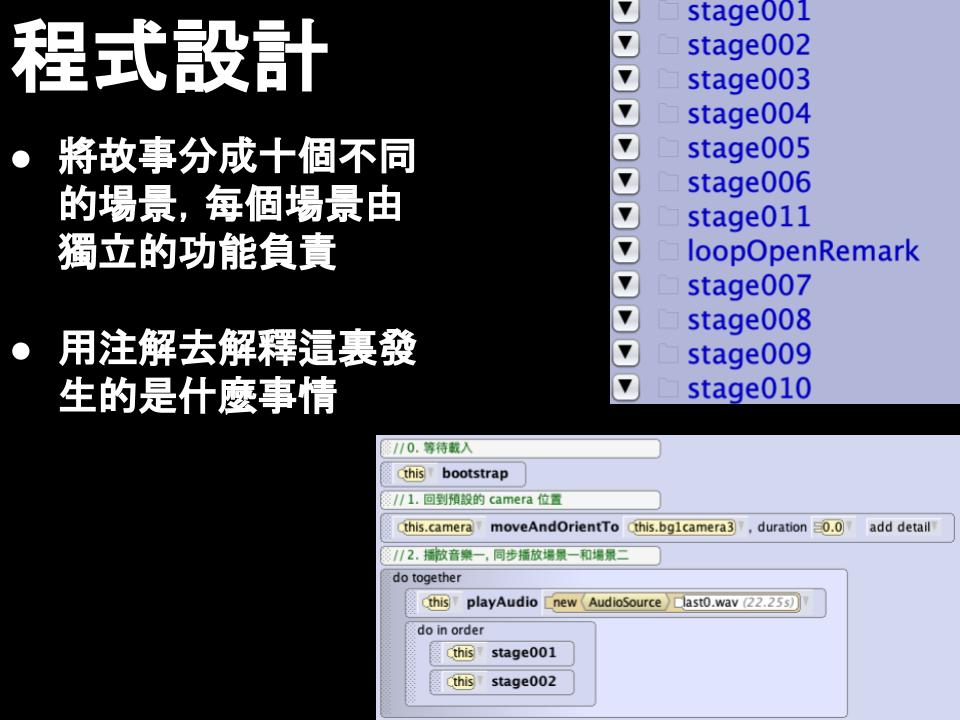 程式設計
● 將故事分成十個不同
的場景, 每個場景由
獨立的功能負責
● 用注解去解釋這裏發
生的是什麼事情
stage001
stage002
stage003
stage004
stage005
stage006
stage011
loopOpenRemark
stage007
stage008
stage009
stage010
// 0. 等待載入
this bootstrap
// 1. 回到預設的 camera 位置
this.camera moveAndOrientTo this.bg1camera3 , duration 0.0 add detail
// 2. 播放音樂一, 同步播放場景一和場景二
do together
this playAudio new AudioSource last0.wav (22.25s)
do in order
this stage001
this stage002